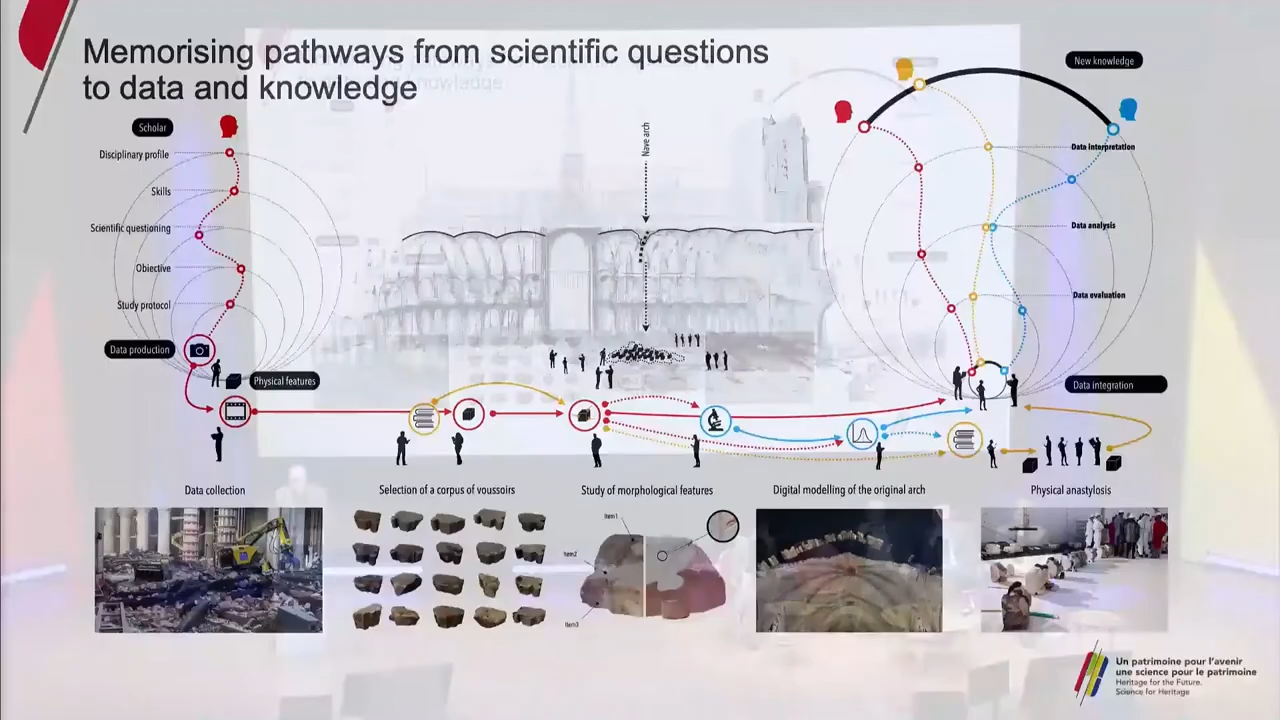 Memorising pathways from scientific questions
to data and knowledge
Scholar
Disciplinary profile
Skills
Scientific questioning
Objective
Study protocol
Data production
Physical features
Nave arch
New knowledge
Data interpretation
Data analysis
Data evaluation
Data integration
Data collection
Selection of a corpus of voussoirs
Study of morphological features
Digital modelling of the original arch
Physical anastylosis
Item1
Item2
Item3
Un patrimoine pour l'avenir
une science pour le patrimoine
Heritage for the Future.
Science for Heritage